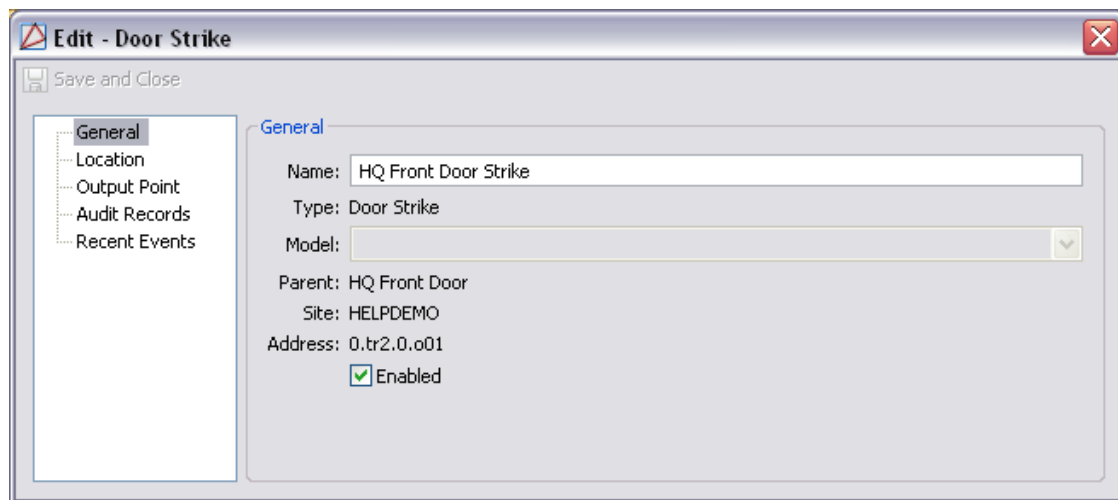 Edit - Door Strike
Save and Close
General
Location
Output Point
Audit Records
Recent Events
General
Name: HQ Front Door Strike
Type: Door Strike
Model:
Parent: HQ Front Door
Site: HELPDEMO
Address: 0.tr2.0.o01
Enabled